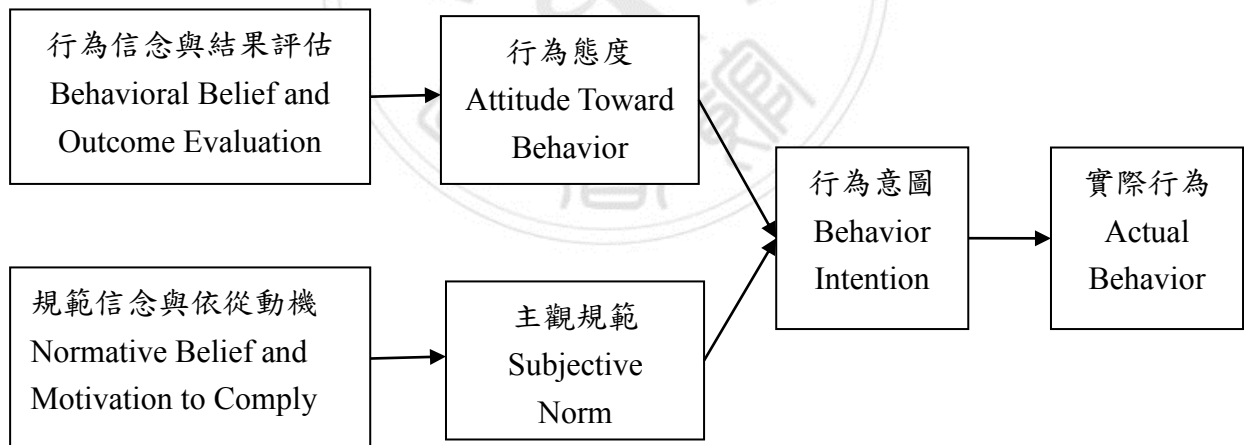 行為信念與結果評估
Behavioral Belief and
Outcome Evaluation
行為態度
Attitude Toward
Behavior
規範信念與依從動機
Normative Belief and
Motivation to Comply
主觀規範
Subjective
Norm
行為意圖
Behavior
Intention
實際行為
Actual
Behavior